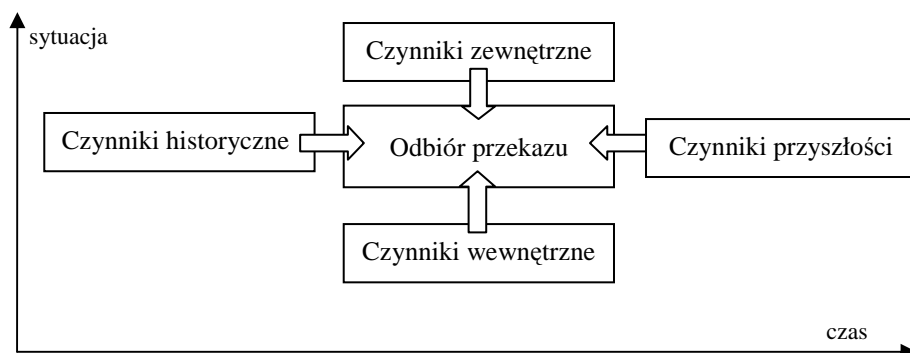 sytuacja
Czynniki zewnętrzne
Czynniki historyczne
Odbiór przekazu
Czynniki przyszłości
Czynniki wewnętrzne
czas